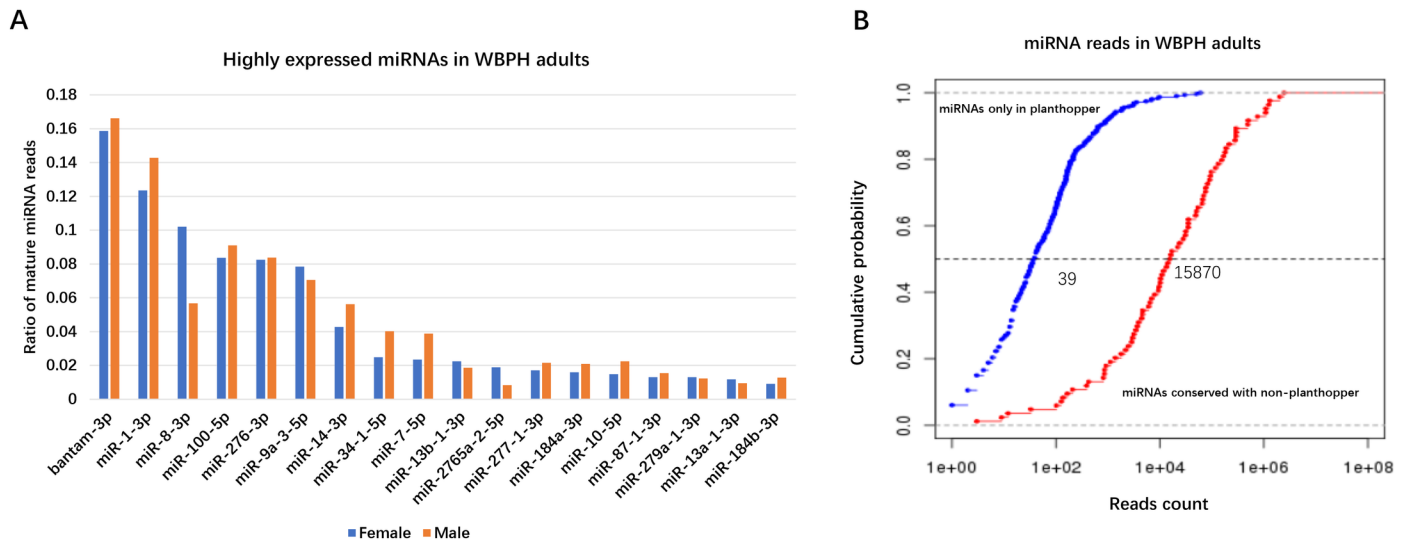 A
Highly expressed miRNAs in WBPH adults
Ratio of mature miRNA reads
0.18
0.16
0.14
0.12
0.1
0.08
0.06
0.04
0.02
0
bantam-3p
miR-1-3p
miR-8-3p
miR-100-5p
miR-276-3p
miR-9a-3-5p
miR-14-3p
miR-34-1-5p
miR-7-5p
miR-13b-1-3p
miR-2765a-2-5p
miR-277-1-3p
miR-184a-3p
miR-10-5p
miR-87-1-3p
miR-279a-1-3p
miR-13a-1-3p
miR-184b-3p
Female
Male
B
miRNA reads in WBPH adults
Cumulative probability
1.0
0.8
0.6
0.4
0.2
0.0
miRNAs only in planthopper
39
15870
miRNAs conserved with non-planthopper
1e+00
1e+02
1e+04
1e+06
1e+08
Reads count